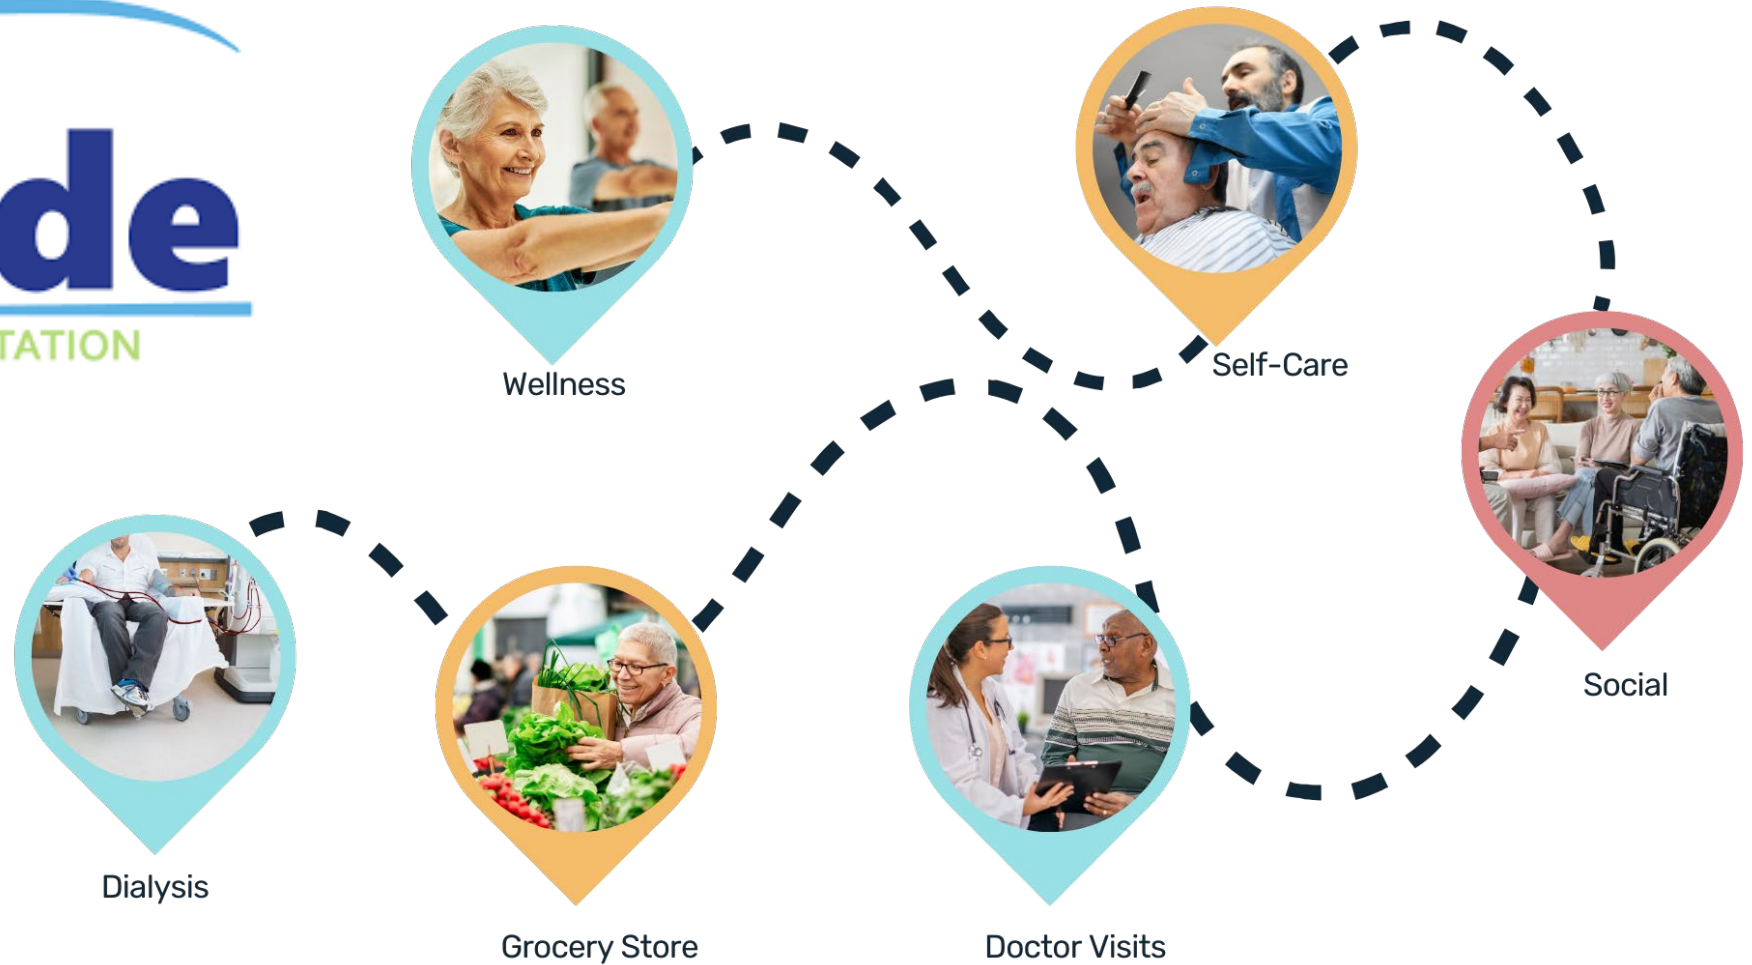 de
TATION
Wellness
Self-Care
Social
Dialysis
Grocery Store
Doctor Visits